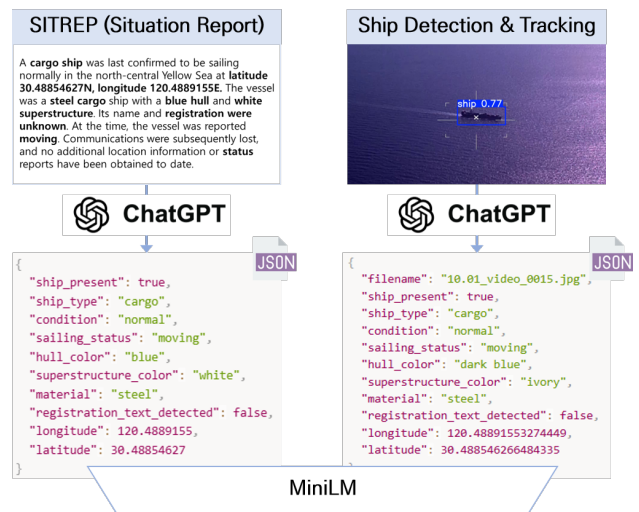 SITREP (Situation Report)
A cargo ship was last confirmed to be sailing
normally in the north-central Yellow Sea at latitude
30.48854627N, longitude 120.4889155E. The vessel
was a steel cargo ship with a blue hull and white
superstructure. Its name and registration were
unknown. At the time, the vessel was reported
moving. Communications were subsequently lost,
and no additional location information or status
reports have been obtained to date.
ChatGPT
JSON
{
"ship_present": true,
"ship_type": "cargo",
"condition": "normal",
"sailing_status": "moving",
"hull_color": "blue",
"superstructure_color": "white",
"material": "steel",
"registration_text_detected": false,
"longitude": 120.4889155,
"latitude": 30.48854627
}
Ship Detection & Tracking
ship 0.77
ChatGPT
JSON
{
"filename": "10.01_video_0015.jpg",
"ship_present": true,
"ship_type": "cargo",
"condition": "normal",
"sailing_status": "moving",
"hull_color": "dark blue",
"superstructure_color": "ivory",
"material": "steel",
"registration_text_detected": false,
"longitude": 120.48891553274449,
"latitude": 30.488546266484335
}
MiniLM